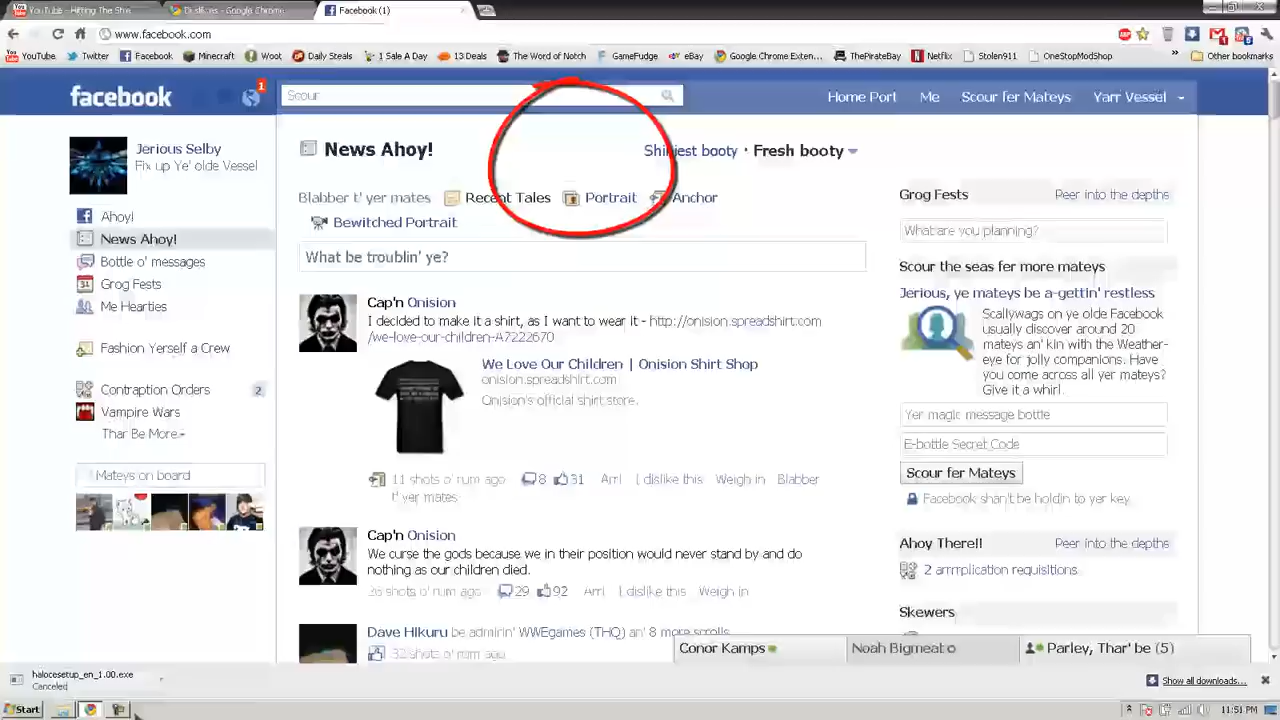 YouTube - Hitting The
Google Chrome
Facebook (1)
www.facebook.com
YouTube Twitter Facebook Minecraft Woot Daily Steals 1 Sale A Day 13 Deals The Word of Notch GameFudge eBay Google Chrome Exten... ThePirateBay Netflix Stolen911 OneStopModShop » Other bookmarks
facebook 1
Scour
Home Port Me Scour fer Mateys Yarr Vessel
Jerious Selby
Fix up Ye' olde Vessel
Ahoy!
News Ahoy!
Bottle o' messages
Grog Fests
Me Hearties
Fashion Yerself a Crew
Contraption Orders 2
Vampire Wars
Thar Be More
Mateys on board
News Ahoy!
Shiniest booty · Fresh booty
Blabber t' yer mates Recent Tales Portrait Anchor
Bewitched Portrait
What be troublin' ye?
Cap'n Onision
I decided to make it a shirt, as I want to wear it - http://onision.spreadshirt.com
/we-love-our-children-A7222670
We Love Our Children | Onision Shirt Shop
onision.spreadshirt.com
Onision's official shirt store.
11 shots o' rum ago 8 31 Arr! I dislike this Weigh in Blabber
t' yer mates
Cap'n Onision
We curse the gods because we in their position would never stand by and do
nothing as our children died.
26 shots o' rum ago 29 92 Arr! I dislike this Weigh in
Dave Hikuru be admirin' WWEgames (THQ) an' 8 more scrolls.
32 shots o' rum ago
Grog Fests Peer into the depths
What are you planning?
Scour the seas fer more mateys
Jerious, ye mateys be a-gettin' restless
Scallywags on ye olde Facebook
usually discover around 20
mateys an' kin with the Weather-
eye for jolly companions. Have
you come across all yer mateys?
Give it a whirl
Yer magic message bottle
E-bottle Secret Code
Scour fer Mateys
Facebook shan't be holdin to yer key.
Ahoy There!! Peer into the depths
2 arrrplication requisitions.
Skewers
Conor Kamps Noah Bigmeat Parley, Thar' be (5)
halocesetup_en_1.00.exe
Canceled
Show all downloads...
Start
11:51 PM